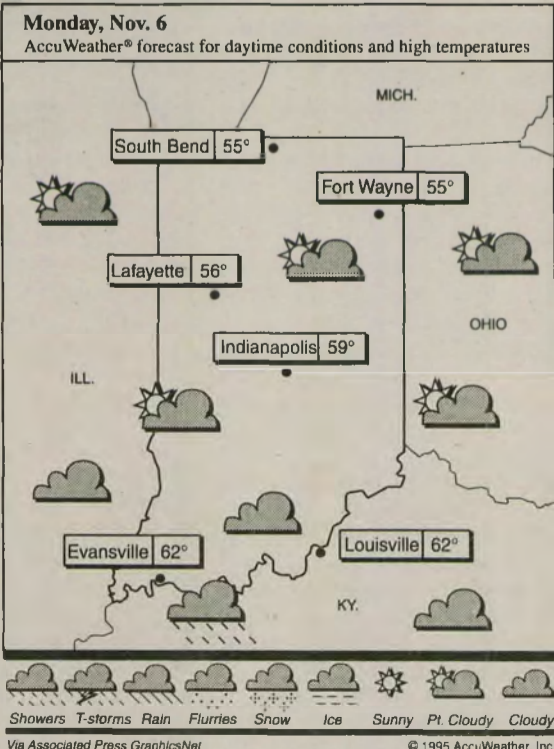 Monday, Nov. 6
AccuWeather® forecast for daytime conditions and high temperatures
MICH.
South Bend 55°
Fort Wayne 55°
Lafayette 56°
OHIO
Indianapolis 59°
ILL.
Evansville 62°
Louisville 62°
KY.
Showers T-storms Rain Flurries Snow Ice Sunny Pt. Cloudy Cloudy
Via Associated Press GraphicsNet © 1995 AccuWeather, Inc.